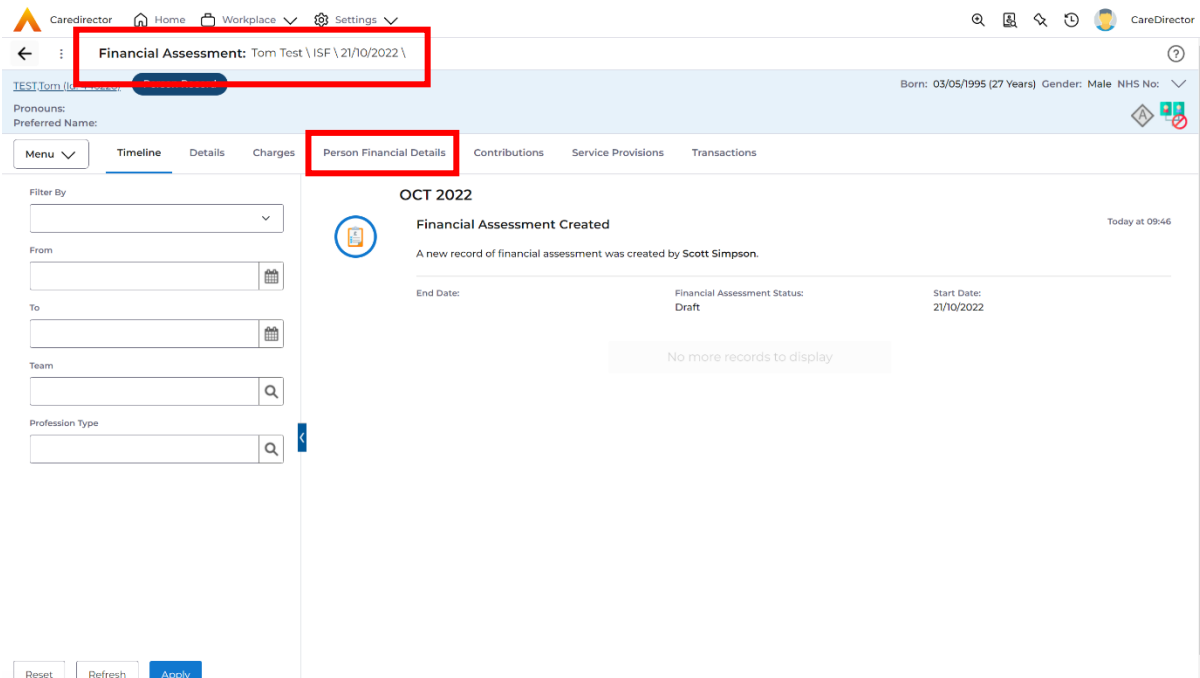 Caredirector Home Workplace Settings CareDirector
Financial Assessment: Tom Test \ ISF \ 21/10/2022 \
TEST,Tom
Born: 03/05/1995 (27 Years) Gender: Male NHS No:
Pronouns:
Preferred Name:
A
Menu Timeline Details Charges Person Financial Details Contributions Service Provisions Transactions
Filter By
From
To
Team
Profession Type
OCT 2022
Financial Assessment Created Today at 09:46
A new record of financial assessment was created by Scott Simpson.
End Date: Financial Assessment Status: Start Date:
Draft 21/10/2022
No more records to display
Reset Refresh Apply